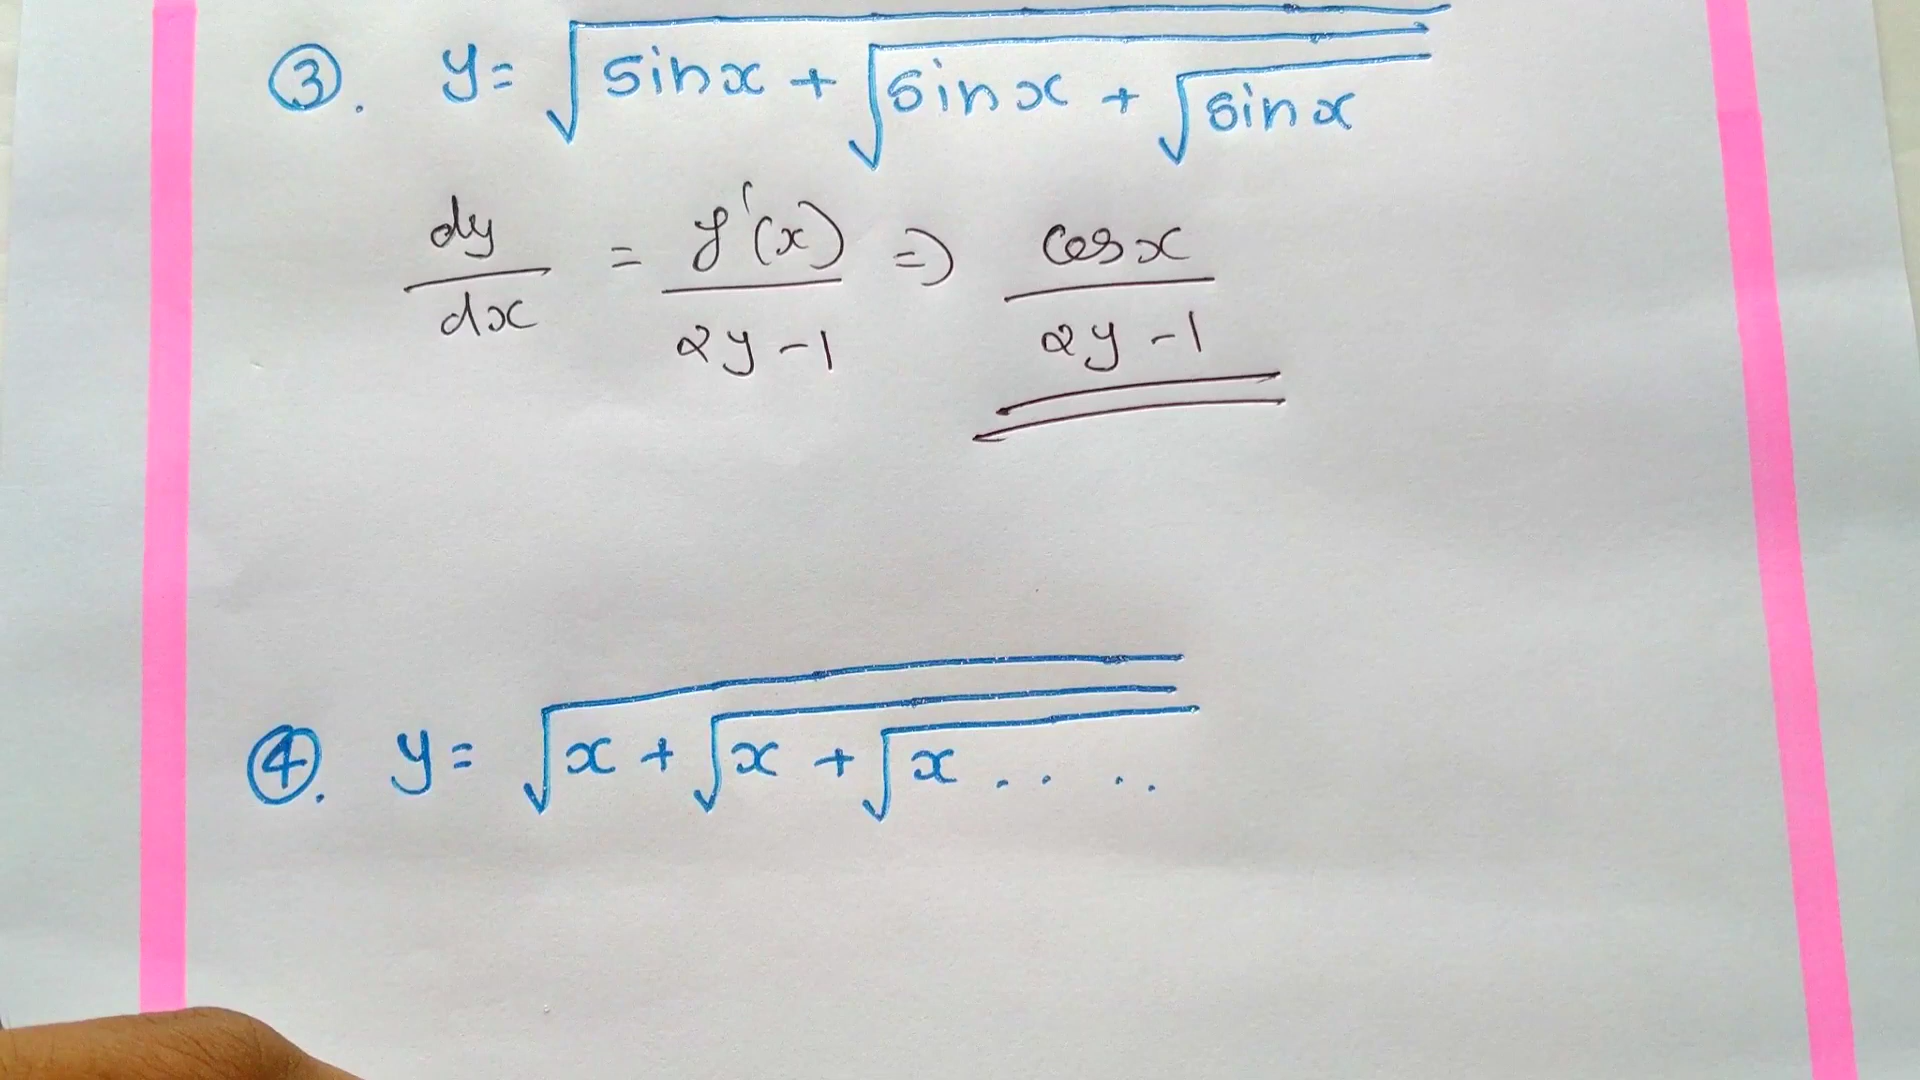 ③. y = √sinx + √sinx + √sinx
dy/dx = f'(x)/2y-1 ⇒ cosx/2y-1
④. y = √x + √x + √x . . . .